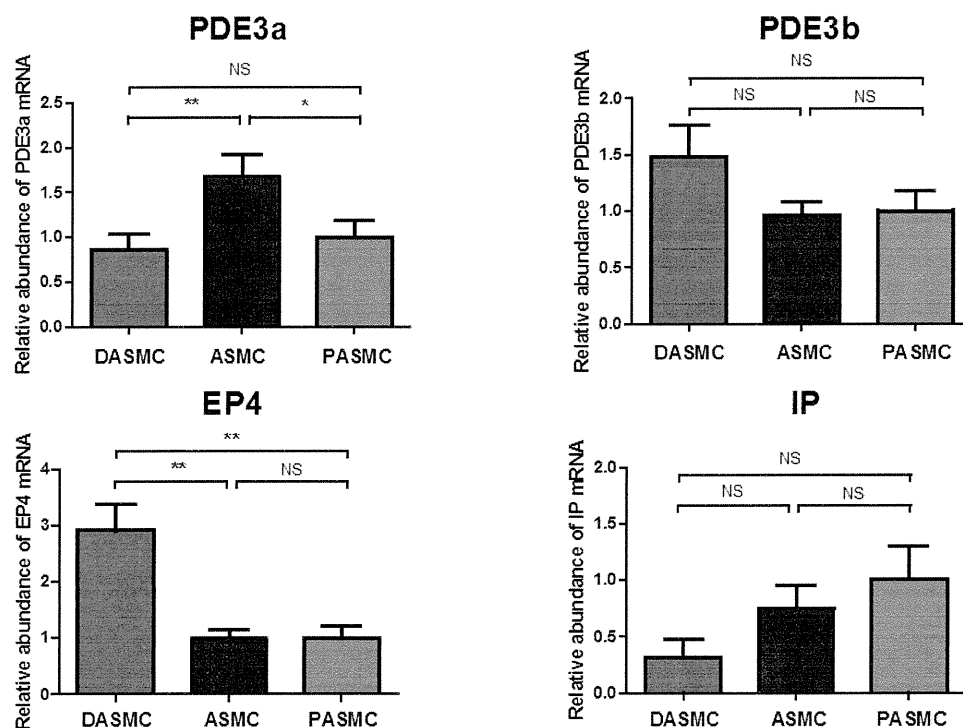 PDE3a
NS
** *
Relative abundance of PDE3a mRNA
2.5
2.0
1.5
1.0
0.5
0.0
DASMC ASMC PASMC
PDE3b
NS
NS NS
Relative abundance of PDE3b mRNA
2.0
1.5
1.0
0.5
0.0
DASMC ASMC PASMC
EP4
**
** NS
Relative abundance of EP4 mRNA
4
3
2
1
0
DASMC ASMC PASMC
IP
NS
NS NS
Relative abundance of IP mRNA
2.0
1.5
1.0
0.5
0.0
DASMC ASMC PASMC